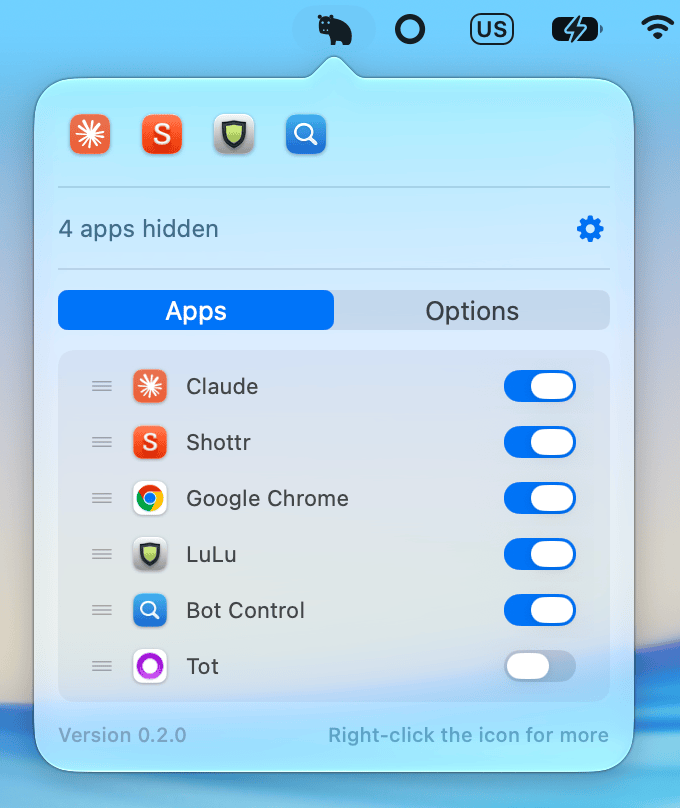 US
S
4 apps hidden
Apps
Options
Claude
S
Shottr
Google Chrome
LuLu
Bot Control
Tot
Version 0.2.0
Right-click the icon for more